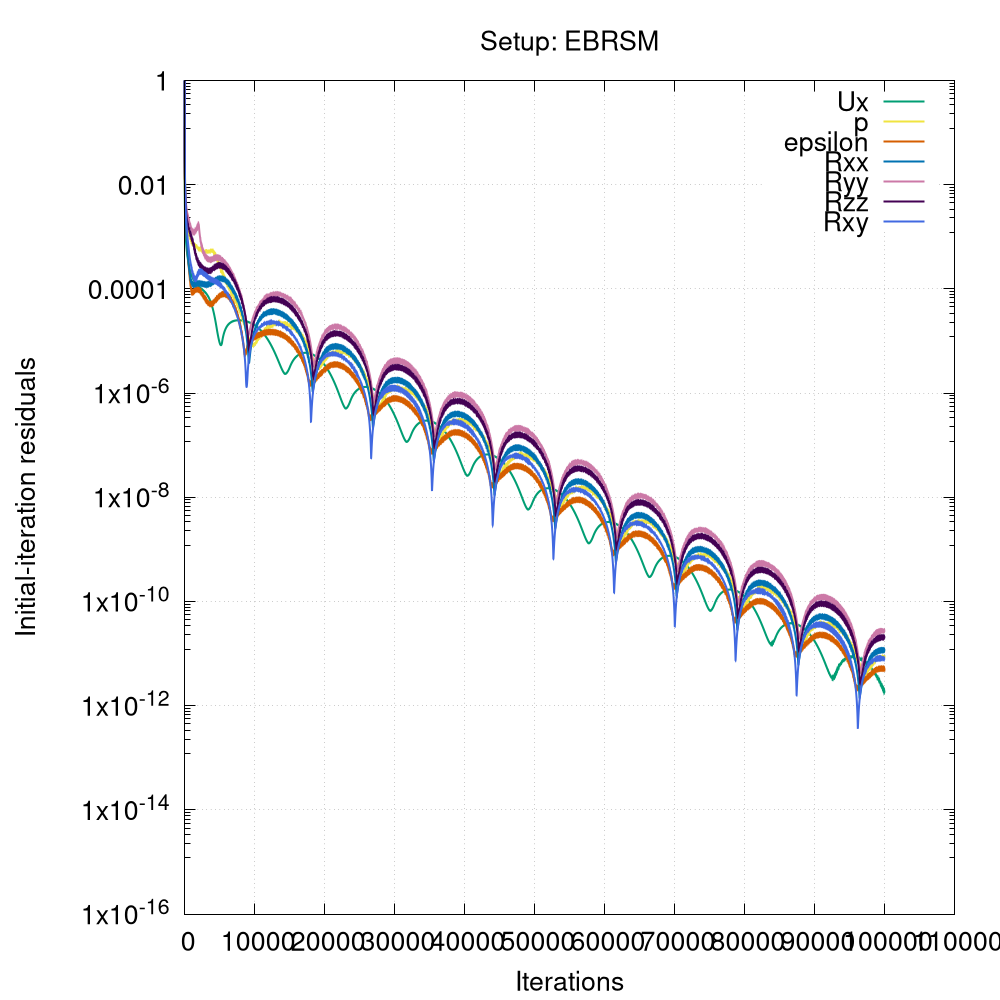 Setup: EBRSM
1
0.01
0.0001
1x10-6
1x10-8
1x10-10
1x10-12
1x10-14
1x10-16
Initial-iteration residuals
Ux
p
epsilon
Rxx
Ryy
Rzz
Rxy
0 10000 20000 30000 40000 50000 60000 70000 80000 90000 100000 110000
Iterations